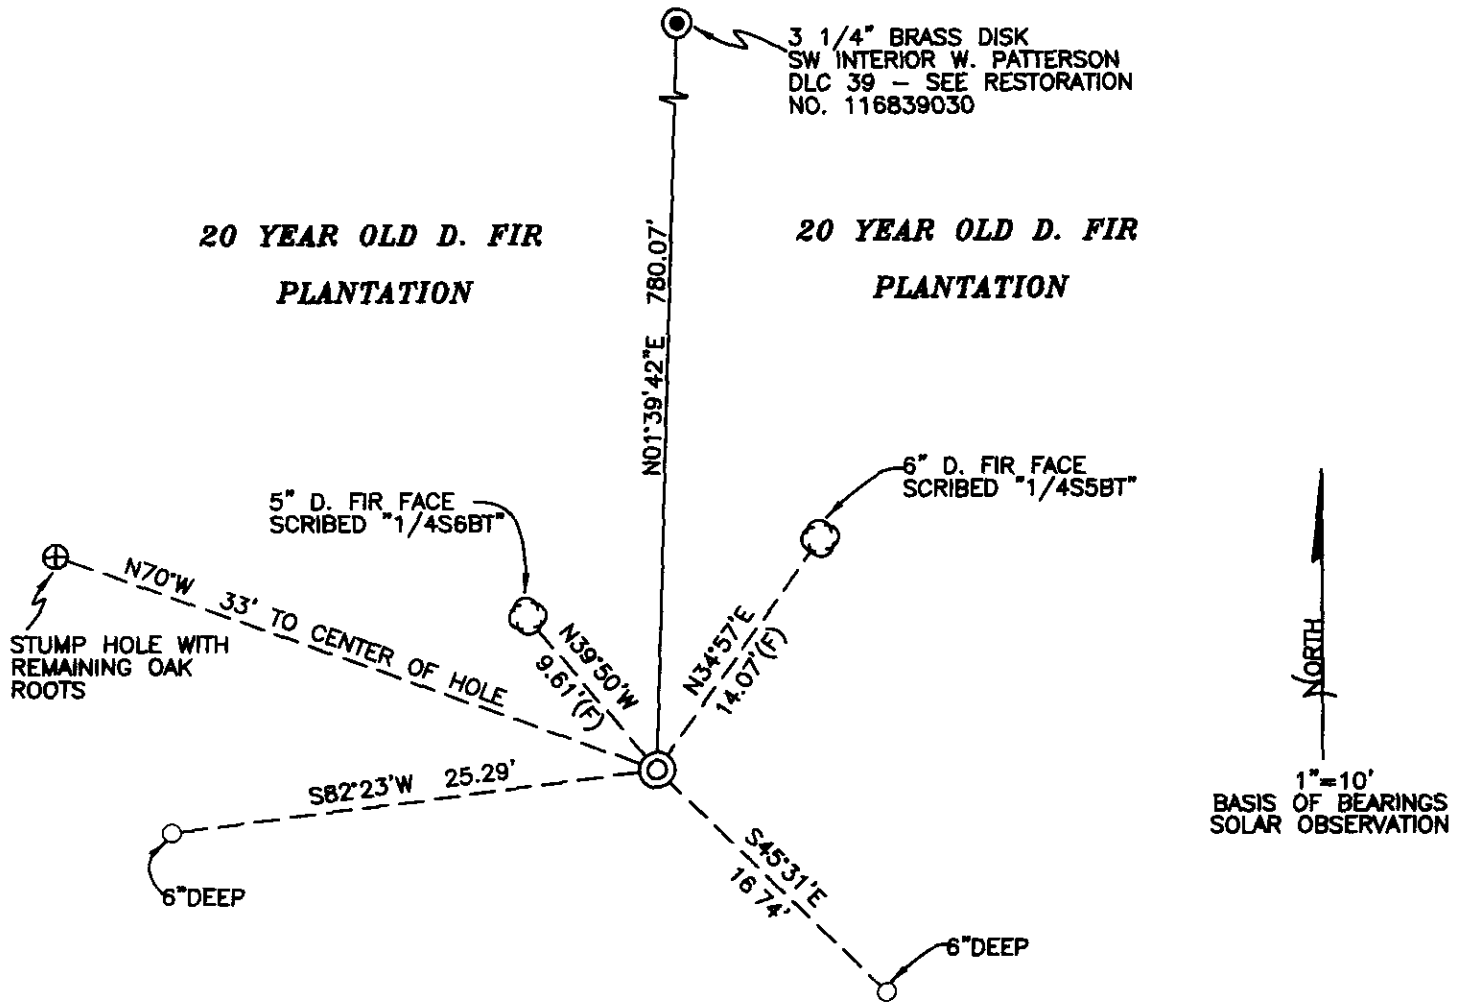 3 1/4" BRASS DISK
SW INTERIOR W. PATTERSON
DLC 39 – SEE RESTORATION
NO. 116839030
20 YEAR OLD D. FIR
PLANTATION
20 YEAR OLD D. FIR
PLANTATION
N01°39'42"E 780.07'
5" D. FIR FACE
SCRIBED "1/4S6BT"
6" D. FIR FACE
SCRIBED "1/4S5BT"
N70°W 33' TO CENTER OF HOLE
STUMP HOLE WITH
REMAINING OAK
ROOTS
N39°50'W
9.61'(F)
N34°57'E
14.07'(F)
NORTH
1"=10'
BASIS OF BEARINGS
SOLAR OBSERVATION
S82°23'W 25.29'
6"DEEP
S45°31'E
16 74'
6"DEEP